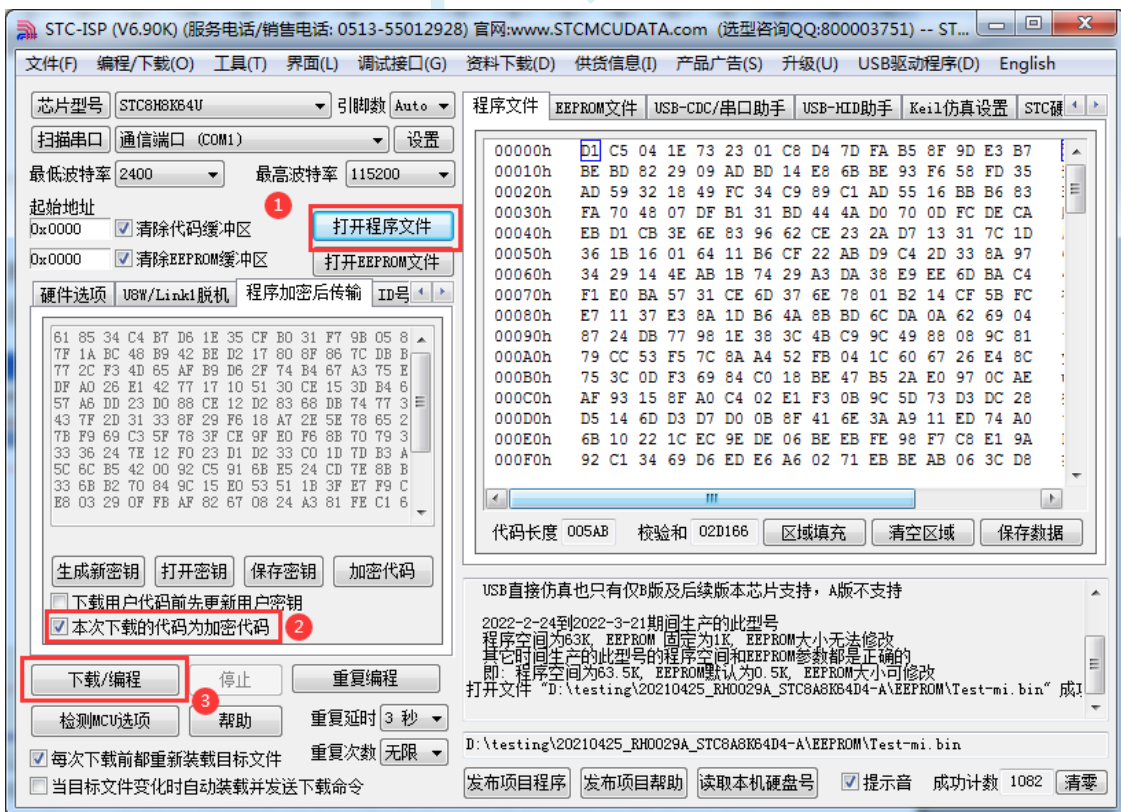 STC-ISP (V6.90K) (服务电话/销售电话: 0513-55012928) 官网:www.STCMCUDATA.com (选型咨询QQ:800003751) -- ST...
文件(F) 编程/下载(O) 工具(T) 界面(L) 调试接口(G) 资料下载(D) 供货信息(I) 产品广告(S) 升级(U) USB驱动程序(D) English
芯片型号 STC8H8K64U 引脚数 Auto
扫描串口 通信端口 (COM1) 设置
最低波特率 2400 最高波特率 115200
起始地址
1
0x0000 清除代码缓冲区 打开程序文件
0x0000 清除EEPROM缓冲区 打开EEPROM文件
硬件选项 U8W/Link1脱机 程序加密后传输 ID号
61 85 34 C4 B7 D6 1E 35 CF B0 31 F7 9B 05 8
7F 1A BC 48 B9 42 BE D2 17 80 8F 86 7C DB B
77 2C F3 4D 65 AF B9 D6 2F 74 B4 67 A3 75 E
DF A0 26 E1 42 77 17 10 51 30 CE 15 3D B4 6
57 A6 DD 23 D0 88 CE 12 D2 83 68 DB 74 77 3
43 7F 2D 31 33 8F 29 F6 18 A7 2E 5E 78 65 2
7B F9 69 C3 5F 78 3F CE 9F E0 F6 8B 70 79 3
33 36 24 7E 12 F0 23 D1 D2 33 C0 1D 7D B3 A
5C 6C B5 42 00 92 C5 91 6B E5 24 CD 7E 8B B
33 6B B2 70 84 9C 15 E0 53 51 1B 3F E7 F9 C
E8 03 29 0F FB AF 82 67 08 24 A3 81 FE C1 6
生成新密钥 打开密钥 保存密钥 加密代码
下载用户代码前先更新用户密钥
本次下载的代码为加密代码 2
下载/编程 停止 重复编程
3
检测MCU选项 帮助 重复延时 3 秒
每次下载前都重新装载目标文件 重复次数 无限
当目标文件变化时自动装载并发送下载命令
程序文件 EEPROM文件 USB-CDC/串口助手 USB-HID助手 Keil仿真设置 STC硬
00000h D1 C5 04 1E 73 23 01 C8 D4 7D FA B5 8F 9D E3 B7
00010h BE BD 82 29 09 AD BD 14 E8 6B BE 93 F6 58 FD 35
00020h AD 59 32 18 49 FC 34 C9 89 C1 AD 55 16 BB B6 83
00030h FA 70 48 07 DF B1 31 BD 44 4A D0 70 0D FC DE CA
00040h EB D1 CB 3E 6E 83 96 62 CE 23 2A D7 13 31 7C 1D
00050h 36 1B 16 01 64 11 B6 CF 22 AB D9 C4 2D 33 8A 97
00060h 34 29 14 4E AB 1B 74 29 A3 DA 38 E9 EE 6D BA C4
00070h F1 E0 BA 57 31 CE 6D 37 6E 78 01 B2 14 CF 5B FC
00080h E7 11 37 E3 8A 1D B6 4A 8B BD 6C DA 0A 62 69 04
00090h 87 24 DB 77 98 1E 38 3C 4B C9 9C 49 88 08 9C 81
000A0h 79 CC 53 F5 7C 8A A4 52 FB 04 1C 60 67 26 E4 8C
000B0h 75 3C 0D F3 69 84 C0 18 BE 47 B5 2A E0 97 0C AE
000C0h AF 93 15 8F A0 C4 02 E1 F3 0B 9C 5D 73 D3 DC 28
000D0h D5 14 6D D3 D7 D0 0B 8F 41 6E 3A A9 11 ED 74 A0
000E0h 6B 10 22 1C EC 9E DE 06 BE EB FE 98 F7 C8 E1 9A
000F0h 92 C1 34 69 D6 ED E6 A6 02 71 EB BE AB 06 3C D8
代码长度 005AB 校验和 02D166 区域填充 清空区域 保存数据
USB直接仿真也只有仅B版及后续版本芯片支持，A版不支持
2022-2-24到2022-3-21期间生产的此型号
程序空间为63K, EEPROM 固定为1K, EEPROM大小无法修改
其它时间生产的此型号的程序空间和EEPROM参数都是正确的
即: 程序空间为63.5K, EEPROM默认为0.5K, EEPROM大小可修改
打开文件 "D:\testing\20210425_RH0029A_STC8A8K64D4-A\EEPROM\Test-mi.bin" 成功
D:\testing\20210425_RH0029A_STC8A8K64D4-A\EEPROM\Test-mi.bin
发布项目程序 发布项目帮助 读取本机硬盘号 提示音 成功计数 1082 清零